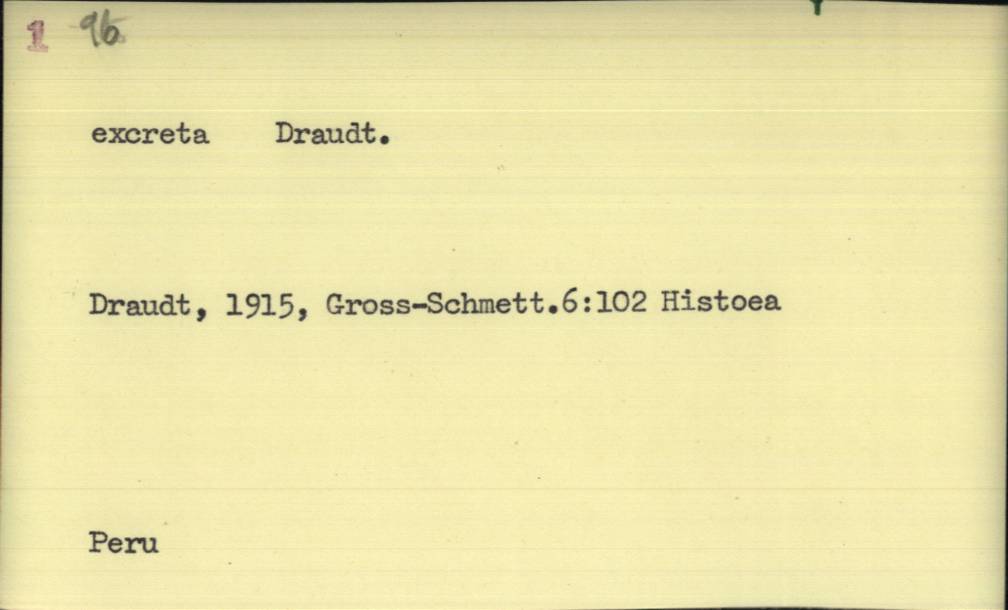 1 96
excreta Draudt.
Draudt, 1915, Gross-Schmett.6:102 Histoea
Peru